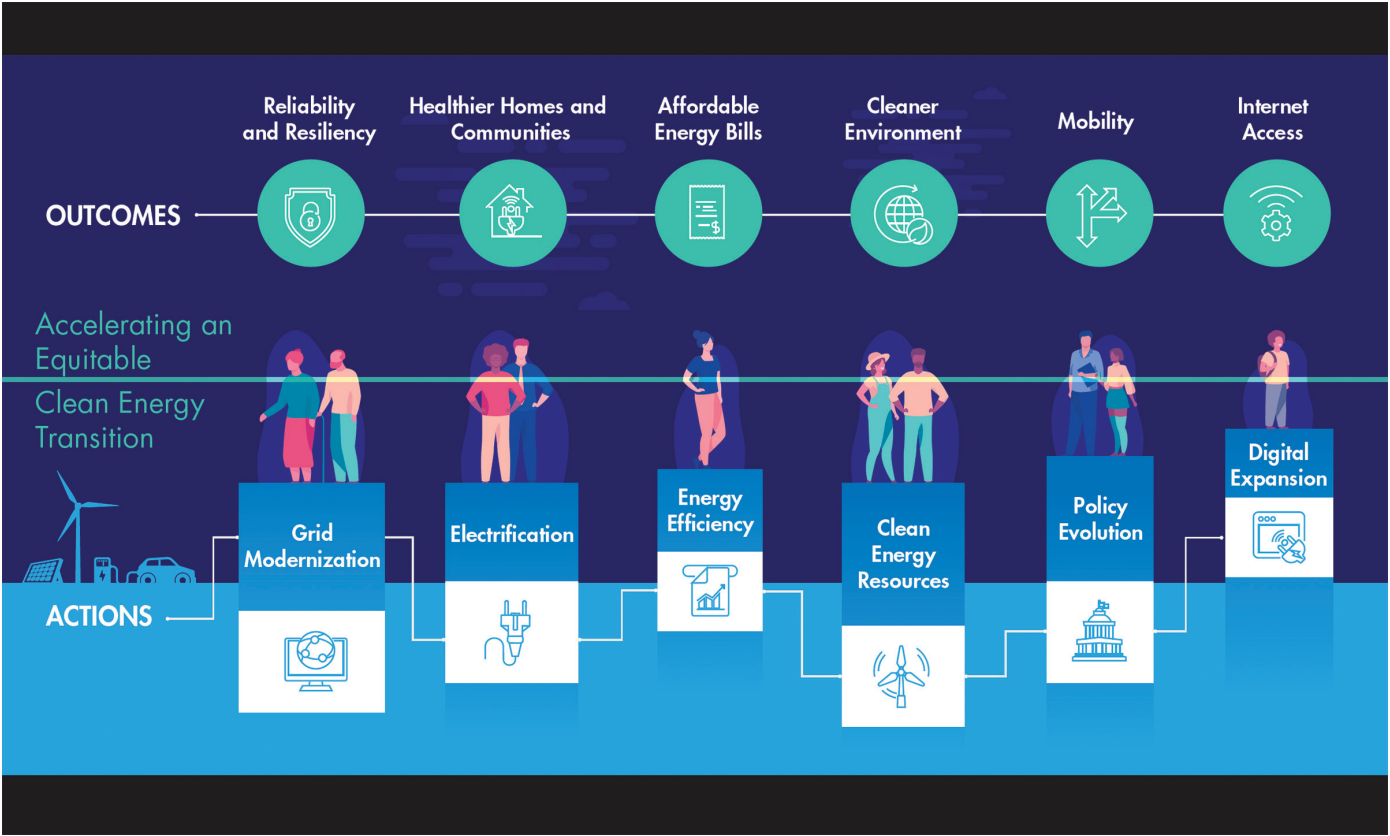 Reliability
and Resiliency
Healthier Homes and
Communities
Affordable
Energy Bills
Cleaner
Environment
Mobility
Internet
Access
OUTCOMES
$
Accelerating an
Equitable
Clean Energy
Transition
ACTIONS
Grid
Modernization
Electrification
Energy
Efficiency
Clean
Energy
Resources
Policy
Evolution
Digital
Expansion